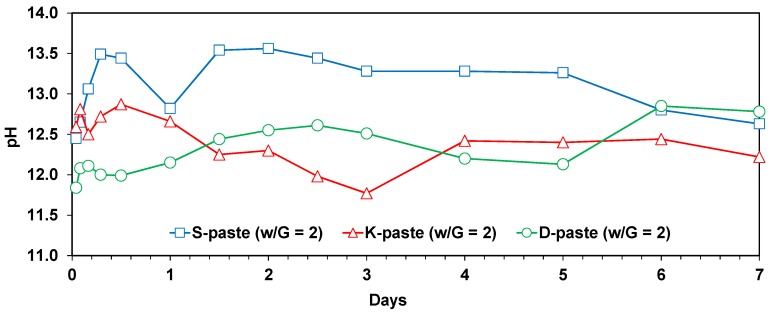 14.0
13.5
13.0
12.5
12.0
11.5
11.0
pH
S-paste (w/G = 2) K-paste (w/G = 2) D-paste (w/G = 2)
0 1 2 3 4 5 6 7
Days